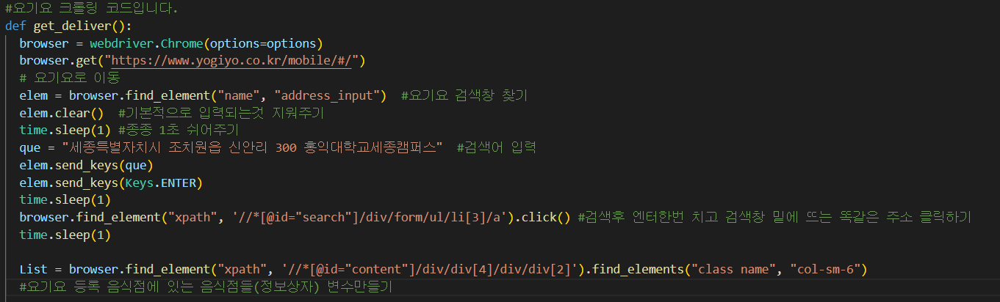 #요기요 크롤링 코드입니다.
def get_deliver():
browser = webdriver.Chrome(options=options)
browser.get("https://www.yogiyo.co.kr/mobile/#/")
# 요기요로 이동
elem = browser.find_element("name", "address_input")  #요기요 검색창 찾기
elem.clear()  #기본적으로 입력되는것 지워주기
time.sleep(1) #종종 1초 쉬어주기
que = "세종특별자치시 조치원읍 신안리 300 홍익대학교세종캠퍼스"  #검색어 입력
elem.send_keys(que)
elem.send_keys(Keys.ENTER)
time.sleep(1)
browser.find_element("xpath", '//*[@id="search"]/div/form/ul/li[3]/a').click() #검색후 엔터한번 치고 검색창 밑에 뜨는 똑같은 주소 클릭하기
time.sleep(1)
List = browser.find_element("xpath", '//*[@id="content"]/div/div[4]/div/div[2]').find_elements("class name", "col-sm-6")
#요기요 등록 음식점에 있는 음식점들(정보상자) 변수만들기